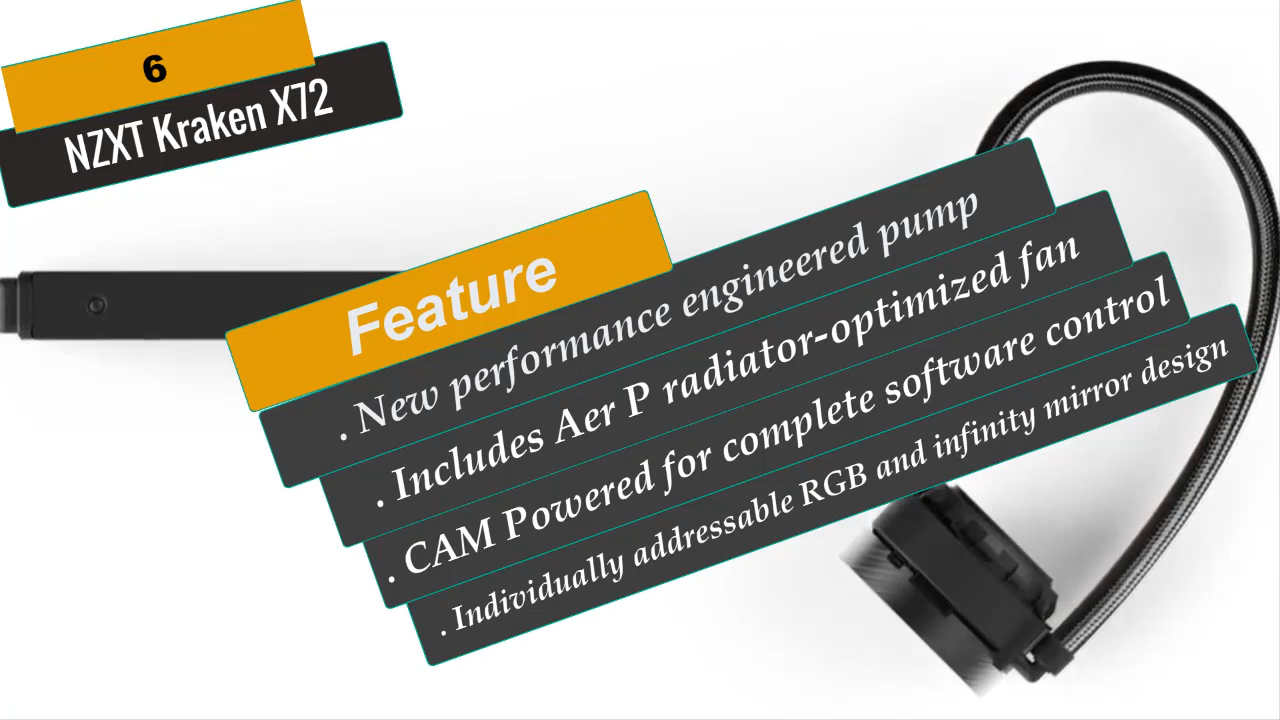 6
NZXT Kraken X72
Feature
. New performance engineered pump
. Includes Aer P radiator-optimized fan
. CAM Powered for complete software control
. Individually addressable RGB and infinity mirror design